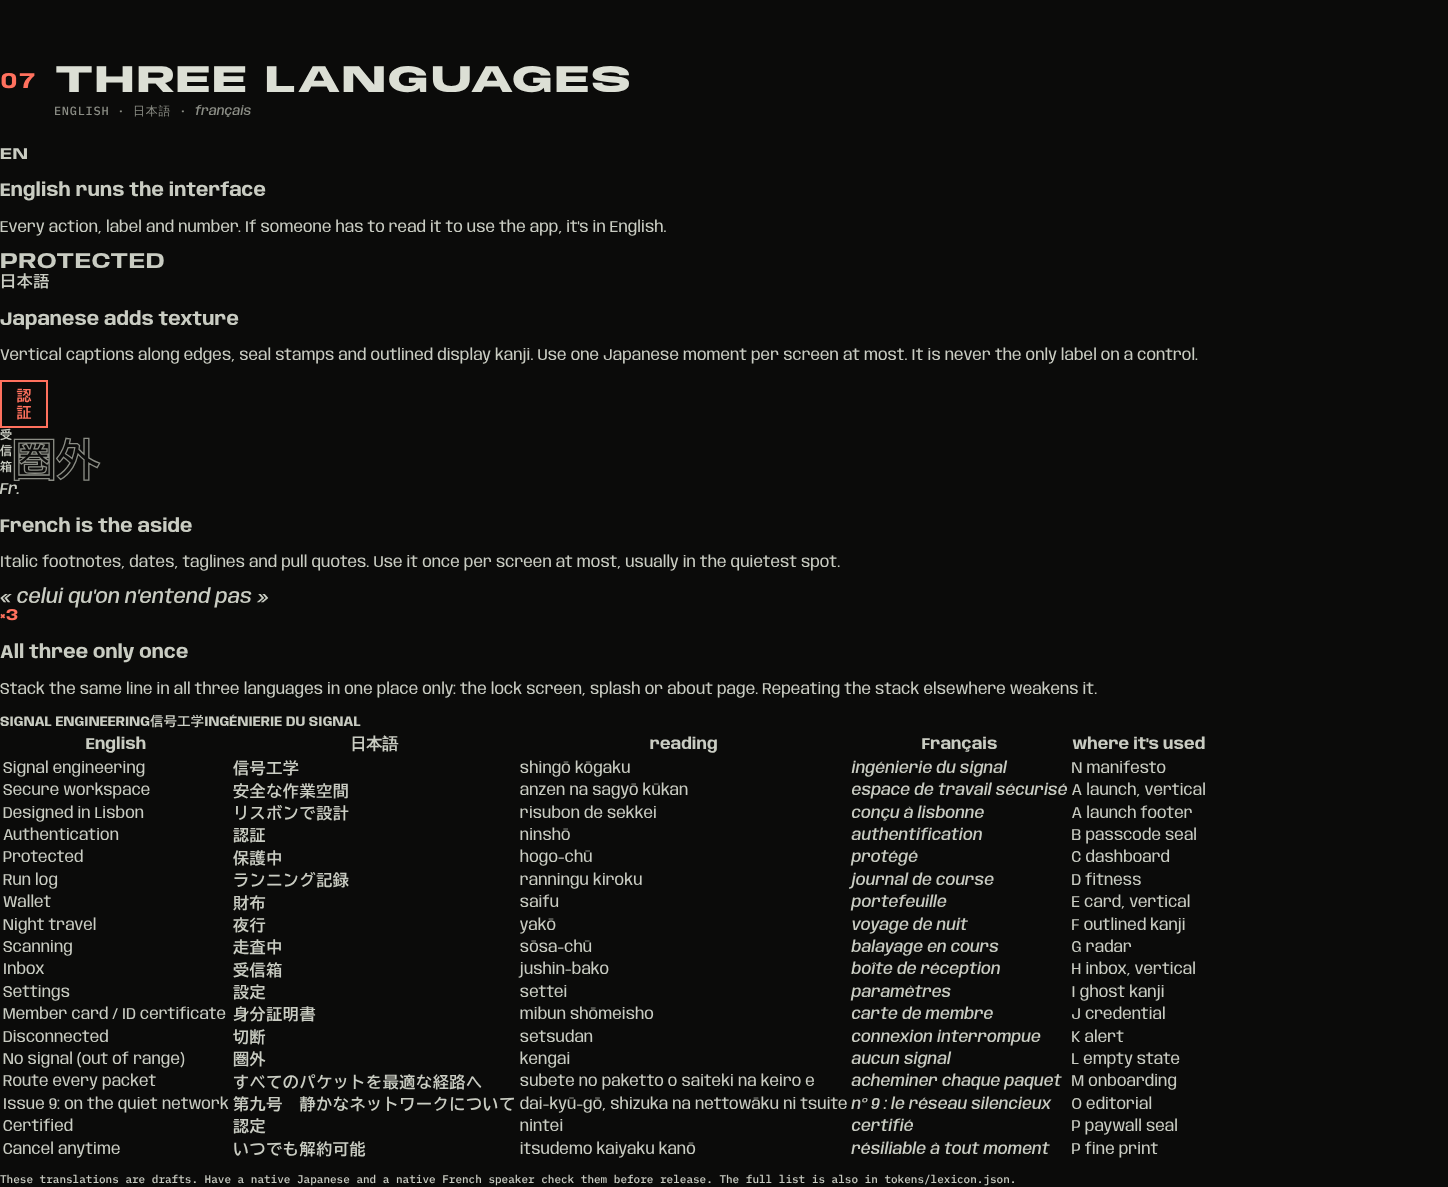 07 THREE LANGUAGES
ENGLISH · 日本語 · français
EN
English runs the interface
Every action, label and number. If someone has to read it to use the app, it's in English.
PROTECTED
日本語
Japanese adds texture
Vertical captions along edges, seal stamps and outlined display kanji. Use one Japanese moment per screen at most. It is never the only label on a control.
認証
受信箱
圏外
Fr.
French is the aside
Italic footnotes, dates, taglines and pull quotes. Use it once per screen at most, usually in the quietest spot.
« celui qu'on n'entend pas »
×3
All three only once
Stack the same line in all three languages in one place only: the lock screen, splash or about page. Repeating the stack elsewhere weakens it.
SIGNAL ENGINEERING信号工学INGÉNIERIE DU SIGNAL
English 日本語 reading Français where it's used
Signal engineering 信号工学 shingō kōgaku ingénierie du signal N manifesto
Secure workspace 安全な作業空間 anzen na sagyō kūkan espace de travail sécurisé A launch, vertical
Designed in Lisbon リスボンで設計 risubon de sekkei conçu à lisbonne A launch footer
Authentication 認証 ninshō authentification B passcode seal
Protected 保護中 hogo-chū protégé C dashboard
Run log ランニング記録 ranningu kiroku journal de course D fitness
Wallet 財布 saifu portefeuille E card, vertical
Night travel 夜行 yakō voyage de nuit F outlined kanji
Scanning 走査中 sōsa-chū balayage en cours G radar
Inbox 受信箱 jushin-bako boîte de réception H inbox, vertical
Settings 設定 settei paramètres I ghost kanji
Member card / ID certificate 身分証明書 mibun shōmeisho carte de membre J credential
Disconnected 切断 setsudan connexion interrompue K alert
No signal (out of range) 圏外 kengai aucun signal L empty state
Route every packet すべてのパケットを最適な経路へ subete no paketto o saiteki na keiro e acheminer chaque paquet M onboarding
Issue 9: on the quiet network 第九号　静かなネットワークについて dai-kyū-gō, shizuka na nettowāku ni tsuite n° 9 : le réseau silencieux O editorial
Certified 認定 nintei certifié P paywall seal
Cancel anytime いつでも解約可能 itsudemo kaiyaku kanō résiliable à tout moment P fine print
These translations are drafts. Have a native Japanese and a native French speaker check them before release. The full list is also in tokens/lexicon.json.